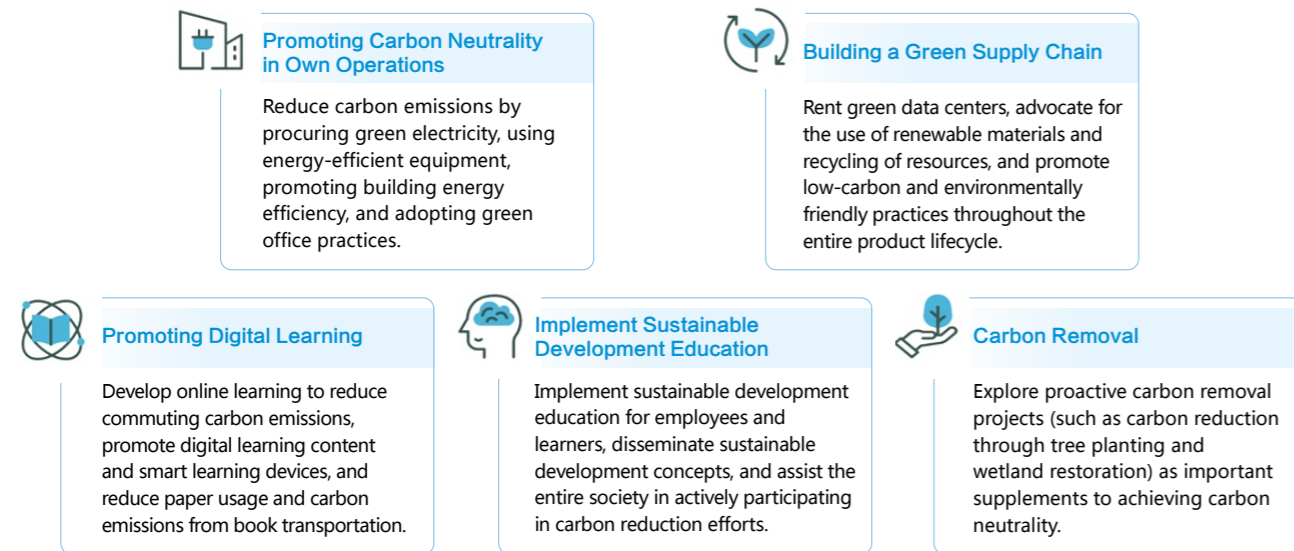 Promoting Carbon Neutrality
in Own Operations
Reduce carbon emissions by
procuring green electricity, using
energy-efficient equipment,
promoting building energy
efficiency, and adopting green
office practices.
Building a Green Supply Chain
Rent green data centers, advocate for
the use of renewable materials and
recycling of resources, and promote
low-carbon and environmentally
friendly practices throughout the
entire product lifecycle.
Promoting Digital Learning
Develop online learning to reduce
commuting carbon emissions,
promote digital learning content
and smart learning devices, and
reduce paper usage and carbon
emissions from book transportation.
Implement Sustainable
Development Education
Implement sustainable development
education for employees and
learners, disseminate sustainable
development concepts, and assist the
entire society in actively participating
in carbon reduction efforts.
Carbon Removal
Explore proactive carbon removal
projects (such as carbon reduction
through tree planting and
wetland restoration) as important
supplements to achieving carbon
neutrality.